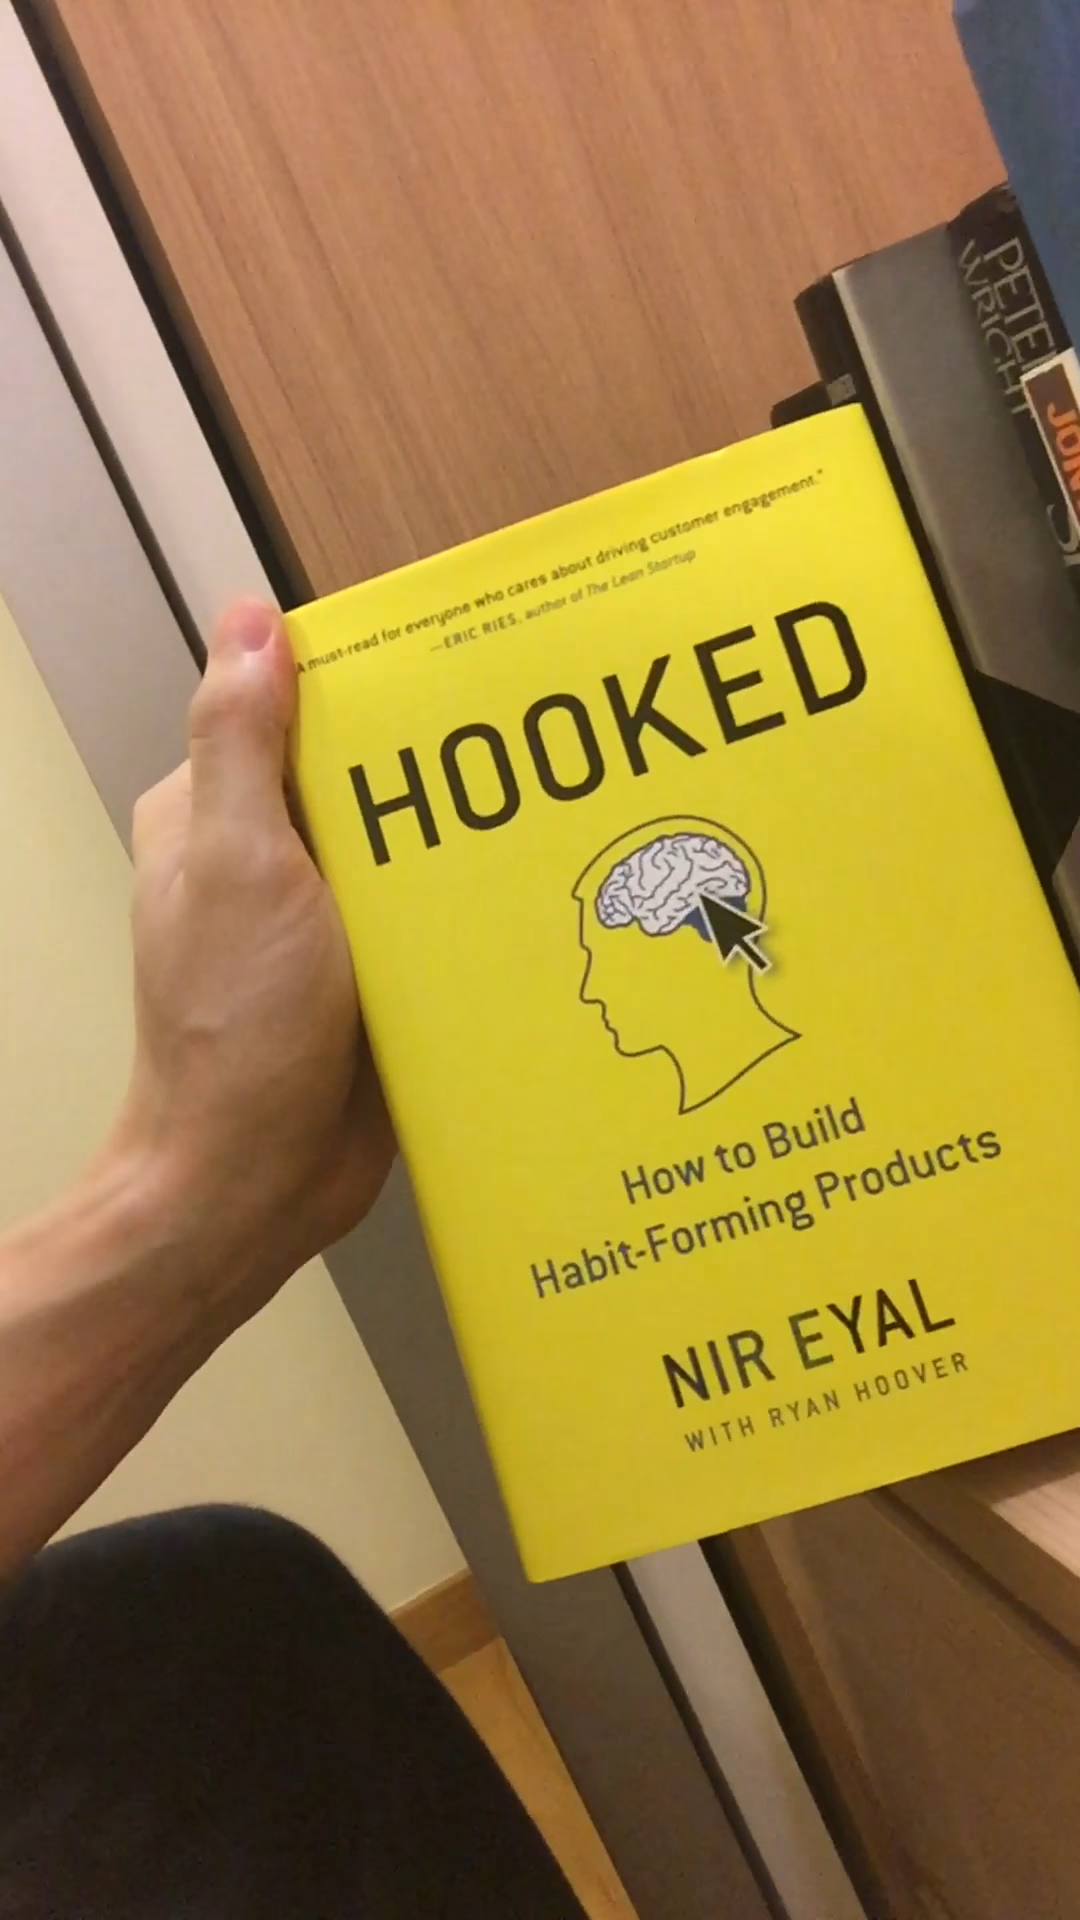 A must-read for everyone who cares about driving customer engagement."
—ERIC RIES, author of The Lean Startup
HOOKED
How to Build
Habit-Forming Products
NIR EYAL
WITH RYAN HOOVER
PETER
WRIGHT